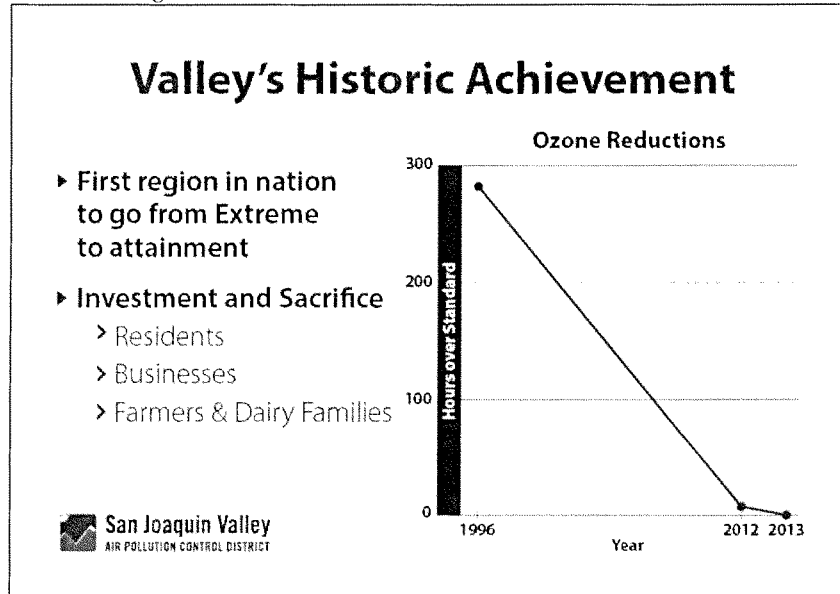 Valley's Historic Achievement
▸ First region in nation
to go from Extreme
to attainment
▸ Investment and Sacrifice
> Residents
> Businesses
> Farmers & Dairy Families
Ozone Reductions
300
200
100
0
Hours over Standard
1996
2012
2013
Year
San Joaquin Valley
AIR POLLUTION CONTROL DISTRICT